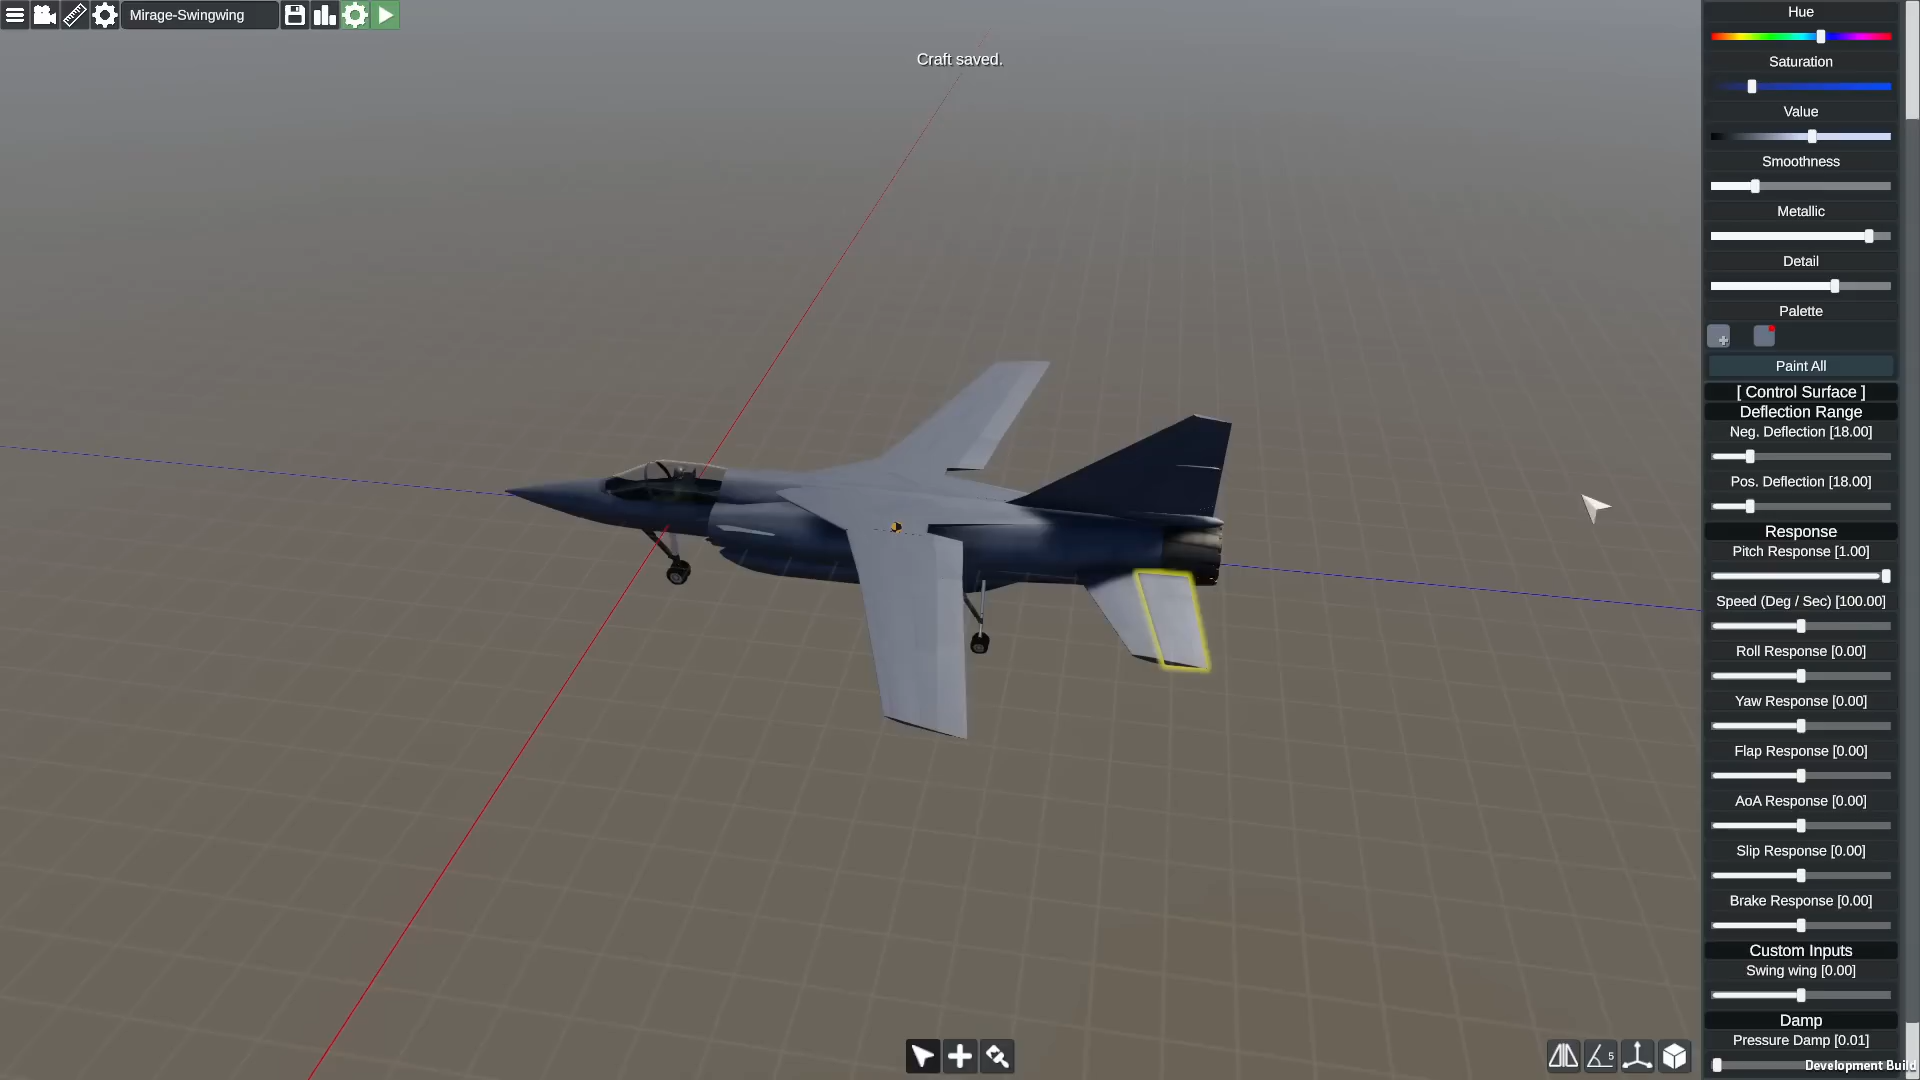 Mirage-Swingwing
Craft saved.
Hue
Saturation
Value
Smoothness
Metallic
Detail
Palette
Paint All
[ Control Surface ]
Deflection Range
Neg. Deflection [18.00]
Pos. Deflection [18.00]
Response
Pitch Response [1.00]
Speed (Deg / Sec) [100.00]
Roll Response [0.00]
Yaw Response [0.00]
Flap Response [0.00]
AoA Response [0.00]
Slip Response [0.00]
Brake Response [0.00]
Custom Inputs
Swing wing [0.00]
Damp
Pressure Damp [0.01]
5
Development Build